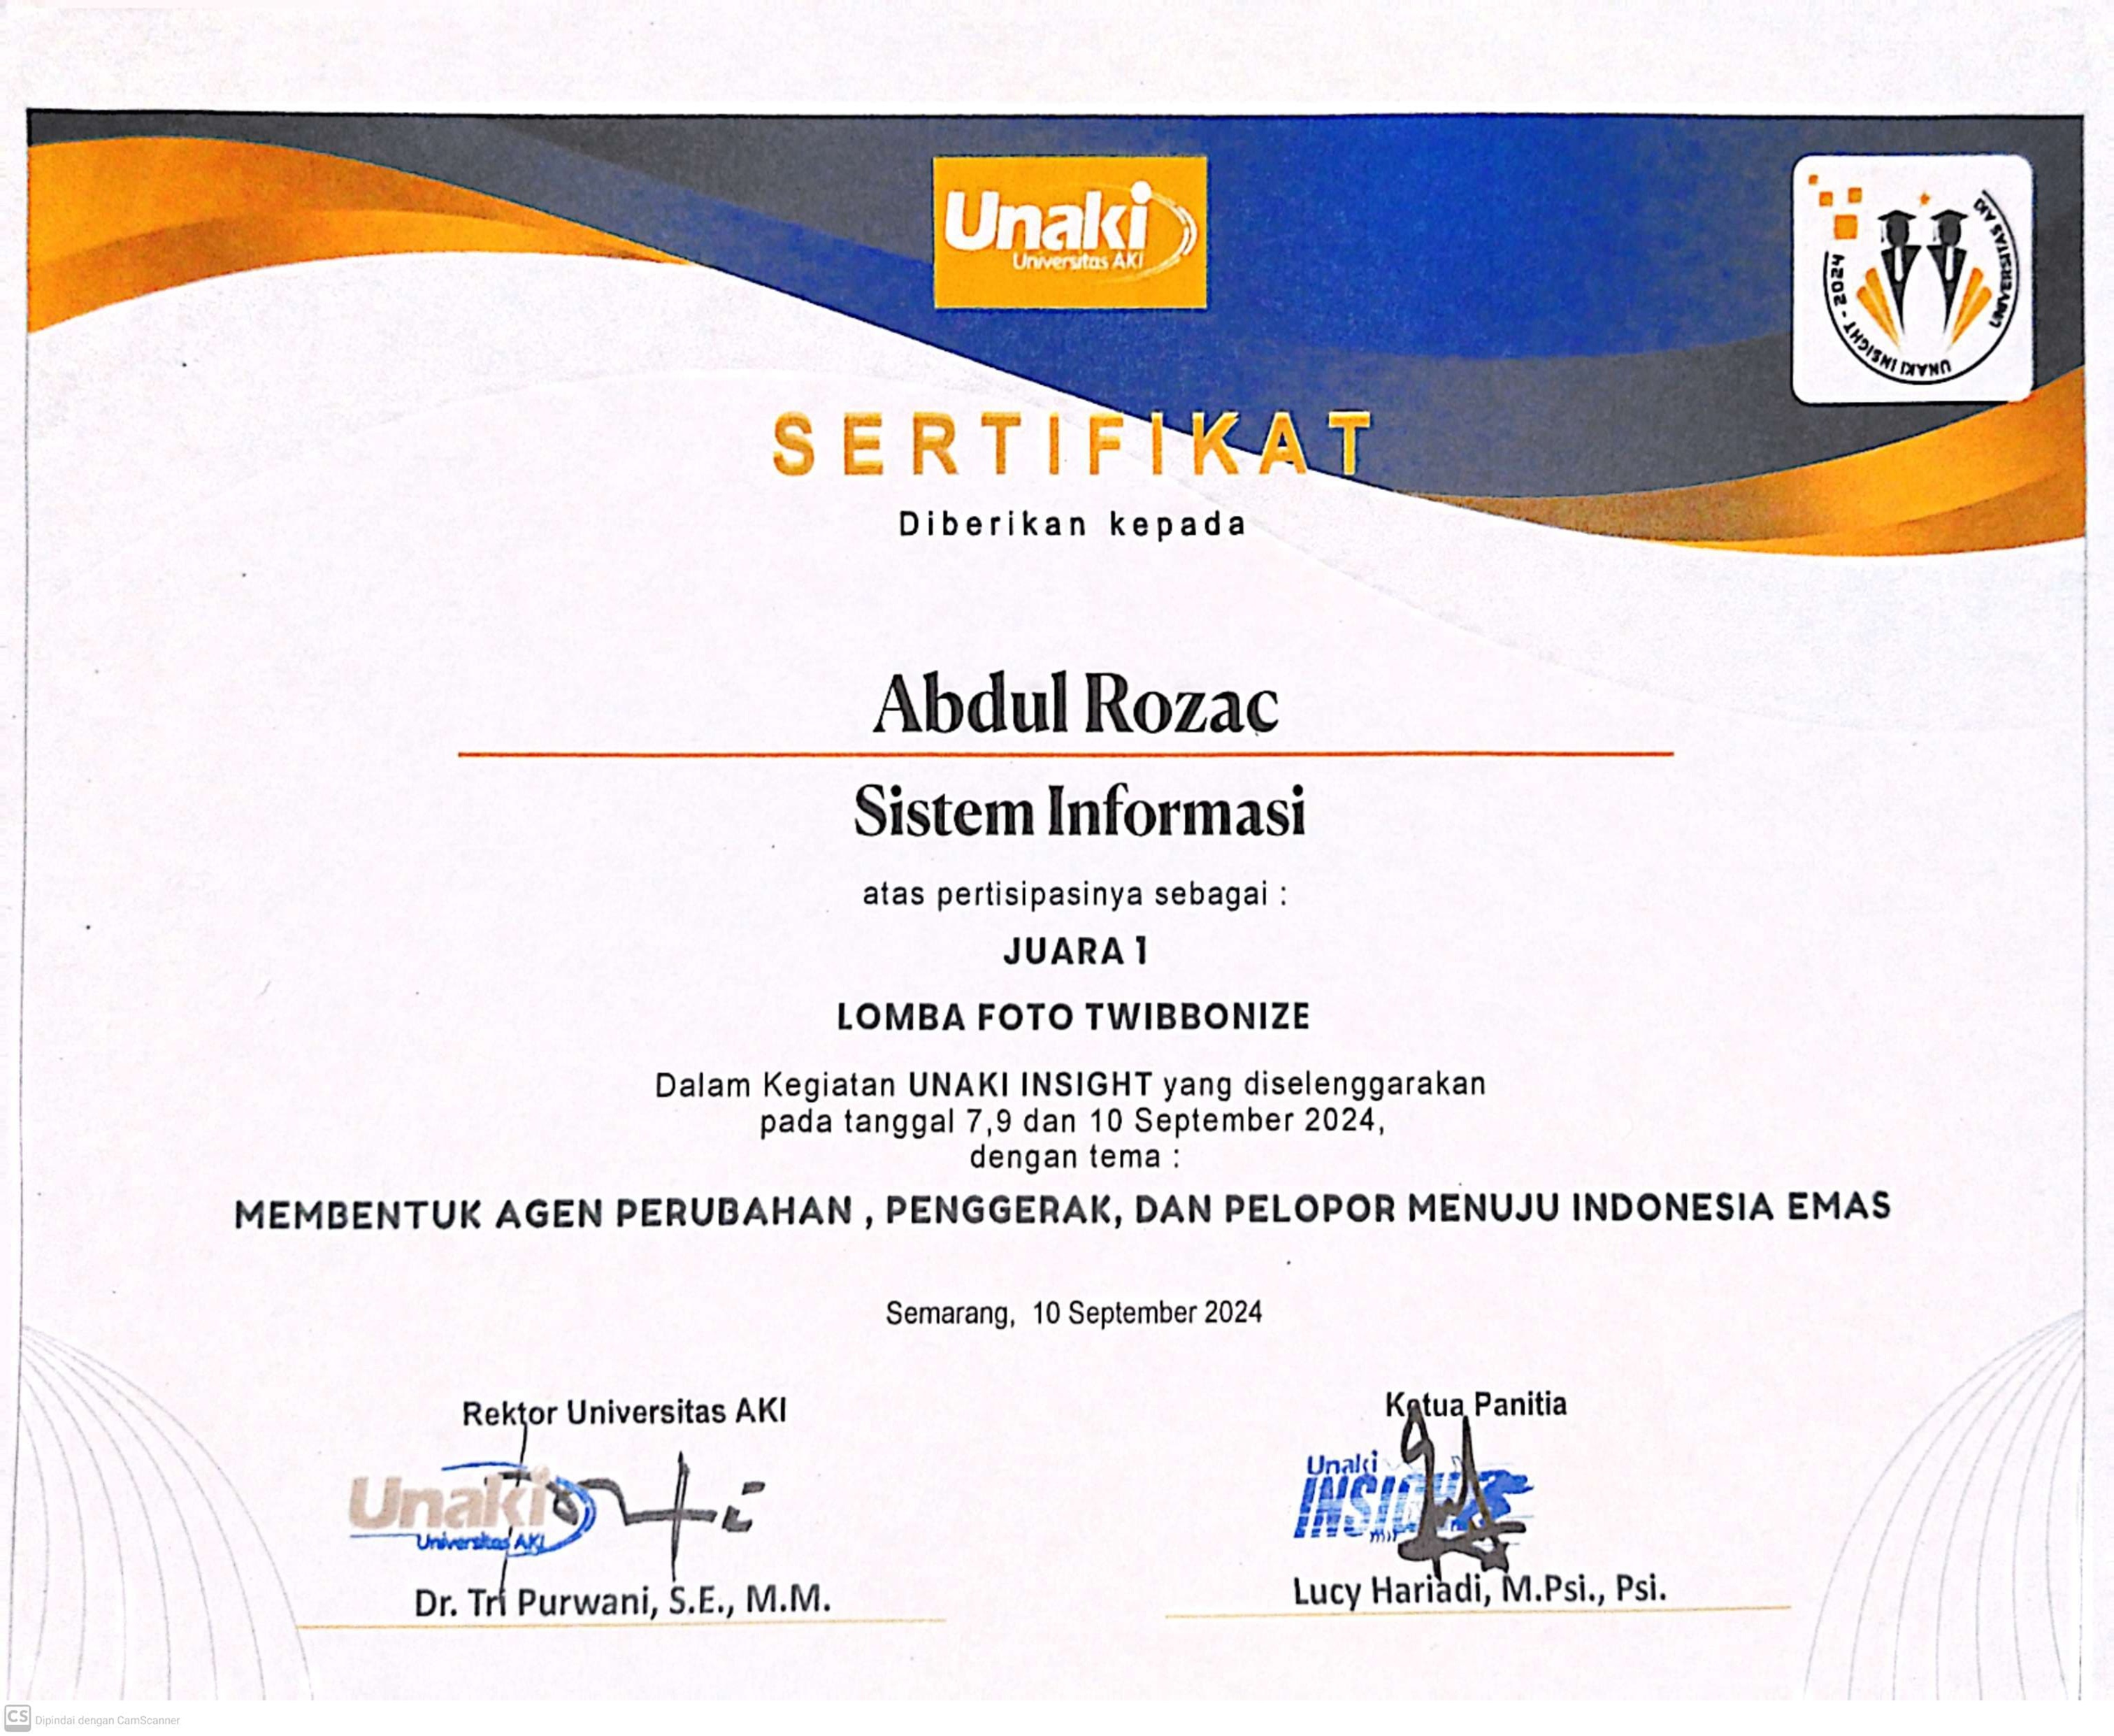 Unaki
Universitas AKI
UNAKI INSIGHT - 2024
UNIVERSITAS AKI
SERTIFIKAT
Diberikan kepada
Abdul Rozac
Sistem Informasi
atas pertisipasinya sebagai :
JUARA 1
LOMBA FOTO TWIBBONIZE
Dalam Kegiatan UNAKI INSIGHT yang diselenggarakan
pada tanggal 7,9 dan 10 September 2024,
dengan tema :
MEMBENTUK AGEN PERUBAHAN , PENGGERAK, DAN PELOPOR MENUJU INDONESIA EMAS
Semarang, 10 September 2024
Rektor Universitas AKI
Ketua Panitia
Unaki
Universitas AKI
Unaki
INSIGHT
Dr. Tri Purwani, S.E., M.M.
Lucy Hariadi, M.Psi., Psi.
CS Dipindai dengan CamScanner